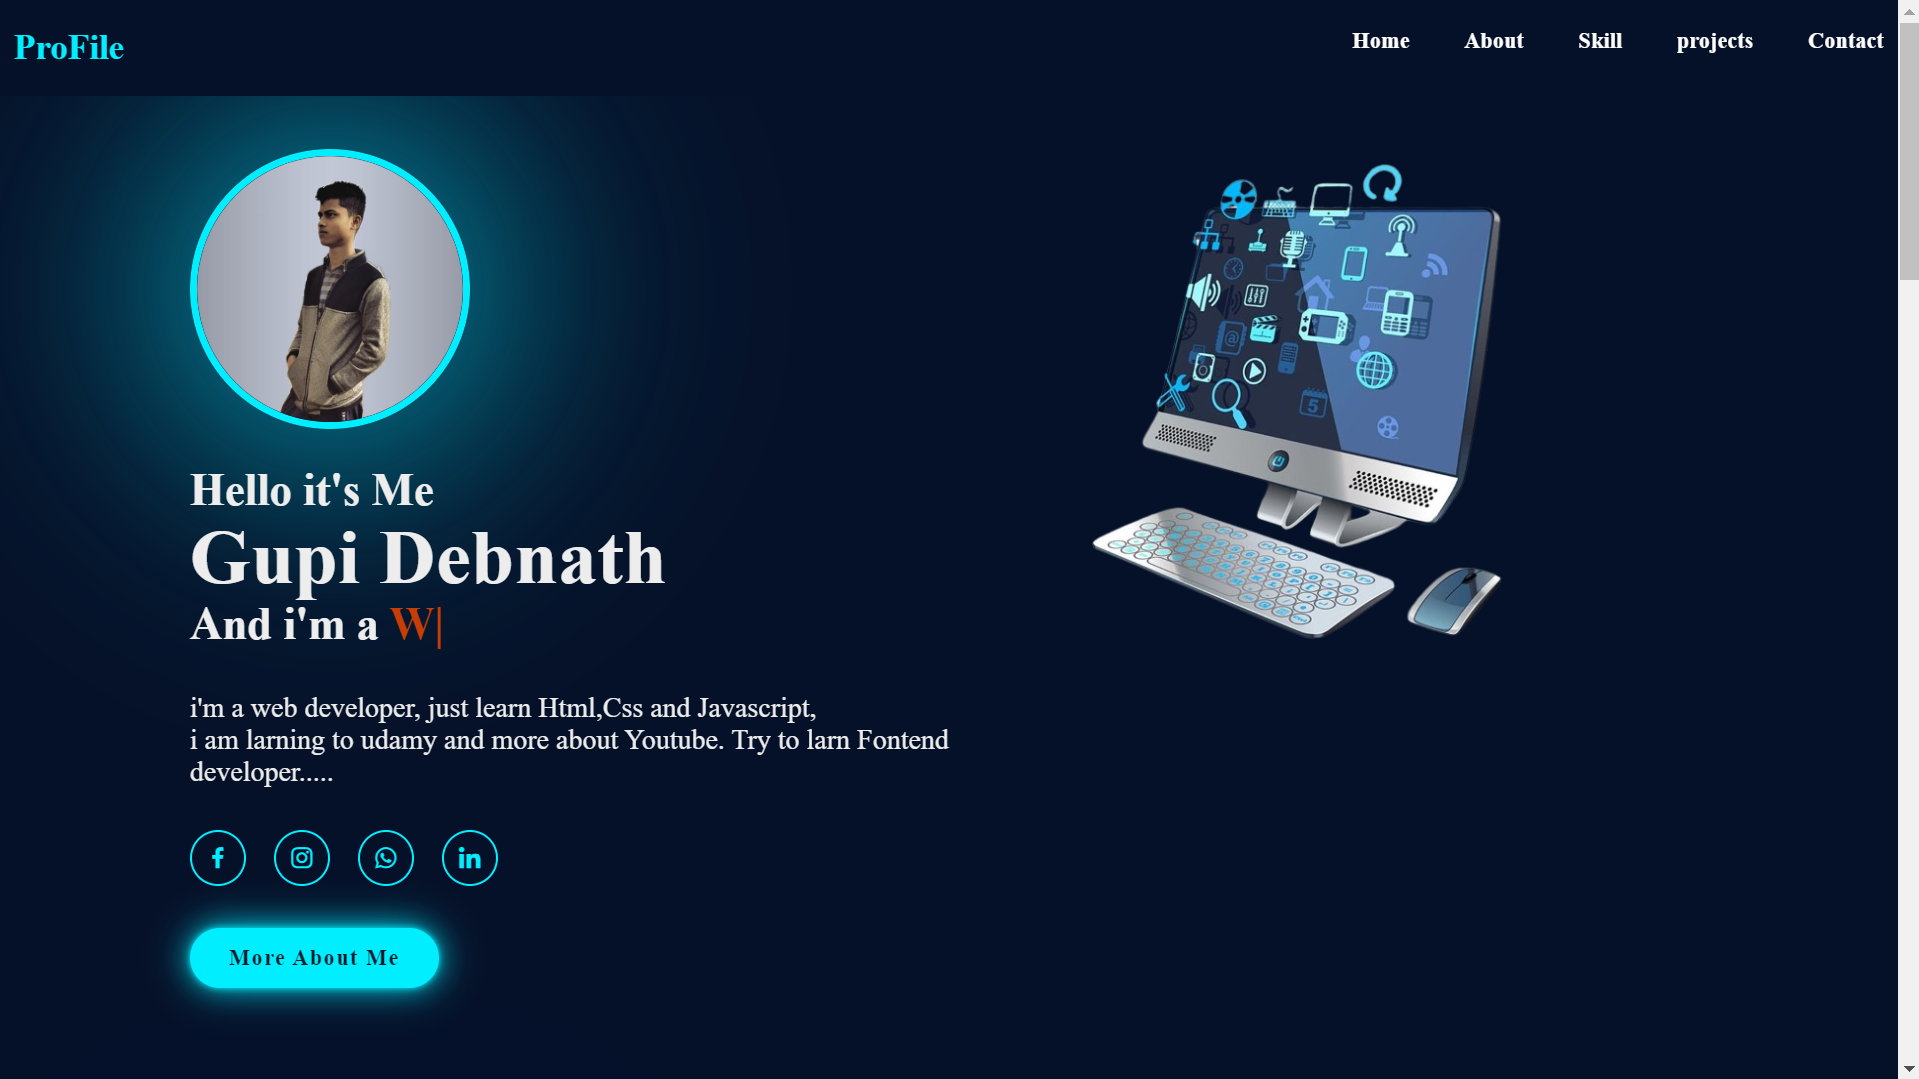 ProFile
Home About Skill projects Contact
Hello it's Me
Gupi Debnath
And i'm a W|
i'm a web developer, just learn Html,Css and Javascript,
i am larning to udamy and more about Youtube. Try to larn Fontend
developer.....
More About Me